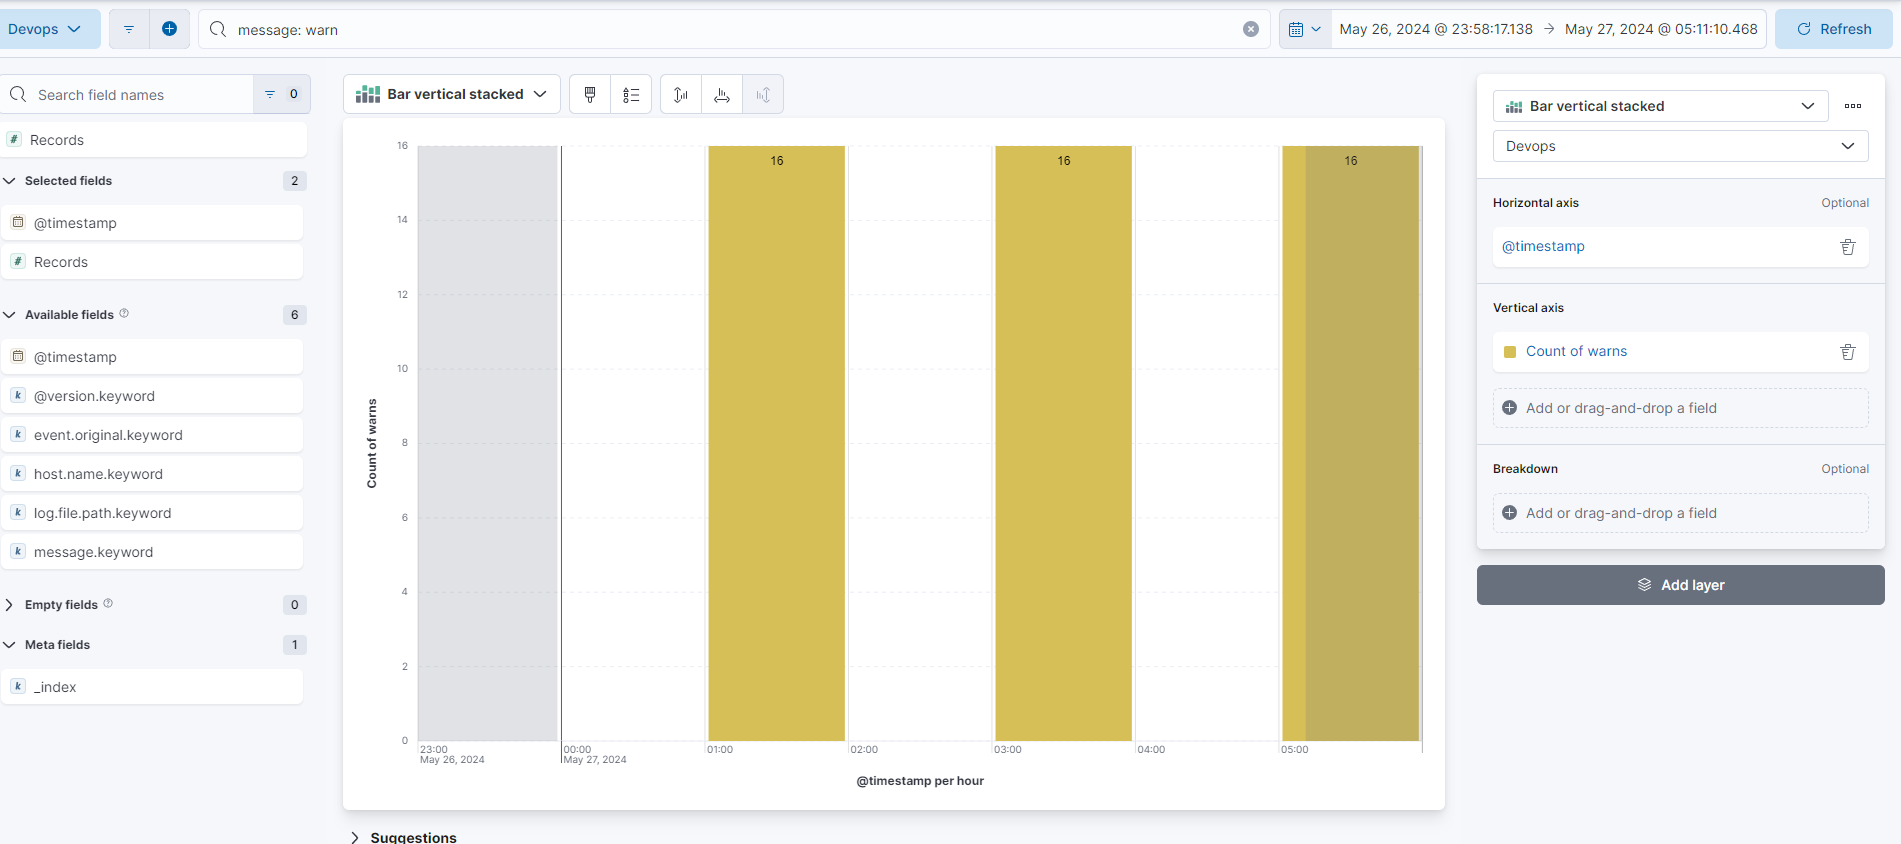 Devops
message: warn
May 26, 2024 @ 23:58:17.138 → May 27, 2024 @ 05:11:10.468
Refresh
Search field names
0
# Records
Selected fields 2
@timestamp
# Records
Available fields 6
@timestamp
k @version.keyword
k event.original.keyword
k host.name.keyword
k log.file.path.keyword
k message.keyword
Empty fields 0
Meta fields 1
k _index
Bar vertical stacked
16
14
12
10
8
6
4
2
0
Count of warns
16 16 16
23:00 00:00 01:00 02:00 03:00 04:00 05:00
May 26, 2024 May 27, 2024
@timestamp per hour
Suggestions
Bar vertical stacked
Devops
Horizontal axis Optional
@timestamp
Vertical axis
Count of warns
Add or drag-and-drop a field
Breakdown Optional
Add or drag-and-drop a field
Add layer